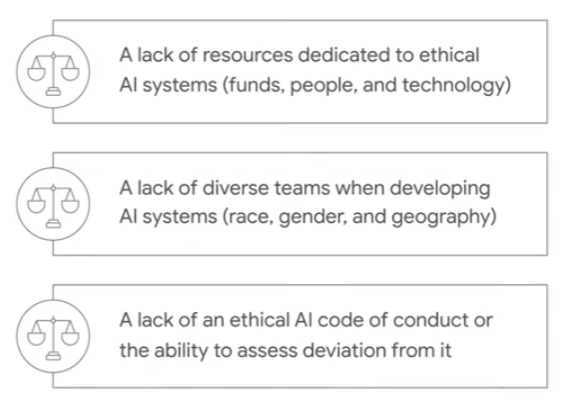 A lack of resources dedicated to ethical
AI systems (funds, people, and technology)
A lack of diverse teams when developing
AI systems (race, gender, and geography)
A lack of an ethical AI code of conduct or
the ability to assess deviation from it